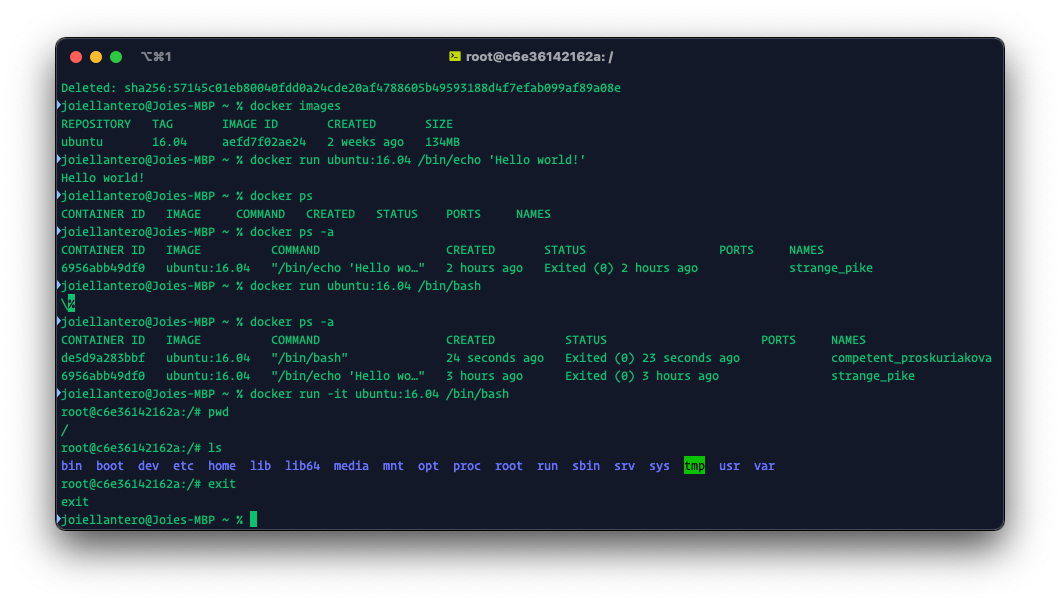 ⌥⌘1 root@c6e36142162a: /
Deleted: sha256:57145c01eb80040fdd0a24cde20af4788605b49593188d4f7efab099af89a08e
joiellantero@Joies-MBP ~ % docker images
REPOSITORY TAG IMAGE ID CREATED SIZE
ubuntu 16.04 aefd7f02ae24 2 weeks ago 134MB
joiellantero@Joies-MBP ~ % docker run ubuntu:16.04 /bin/echo 'Hello world!'
Hello world!
joiellantero@Joies-MBP ~ % docker ps
CONTAINER ID IMAGE COMMAND CREATED STATUS PORTS NAMES
joiellantero@Joies-MBP ~ % docker ps -a
CONTAINER ID IMAGE COMMAND CREATED STATUS PORTS NAMES
6956abb49df0 ubuntu:16.04 "/bin/echo 'Hello wo…" 2 hours ago Exited (0) 2 hours ago strange_pike
joiellantero@Joies-MBP ~ % docker run ubuntu:16.04 /bin/bash
\%
joiellantero@Joies-MBP ~ % docker ps -a
CONTAINER ID IMAGE COMMAND CREATED STATUS PORTS NAMES
de5d9a283bbf ubuntu:16.04 "/bin/bash" 24 seconds ago Exited (0) 23 seconds ago competent_proskuriakova
6956abb49df0 ubuntu:16.04 "/bin/echo 'Hello wo…" 3 hours ago Exited (0) 3 hours ago strange_pike
joiellantero@Joies-MBP ~ % docker run -it ubuntu:16.04 /bin/bash
root@c6e36142162a:/# pwd
/
root@c6e36142162a:/# ls
bin boot dev etc home lib lib64 media mnt opt proc root run sbin srv sys tmp usr var
root@c6e36142162a:/# exit
exit
joiellantero@Joies-MBP ~ %